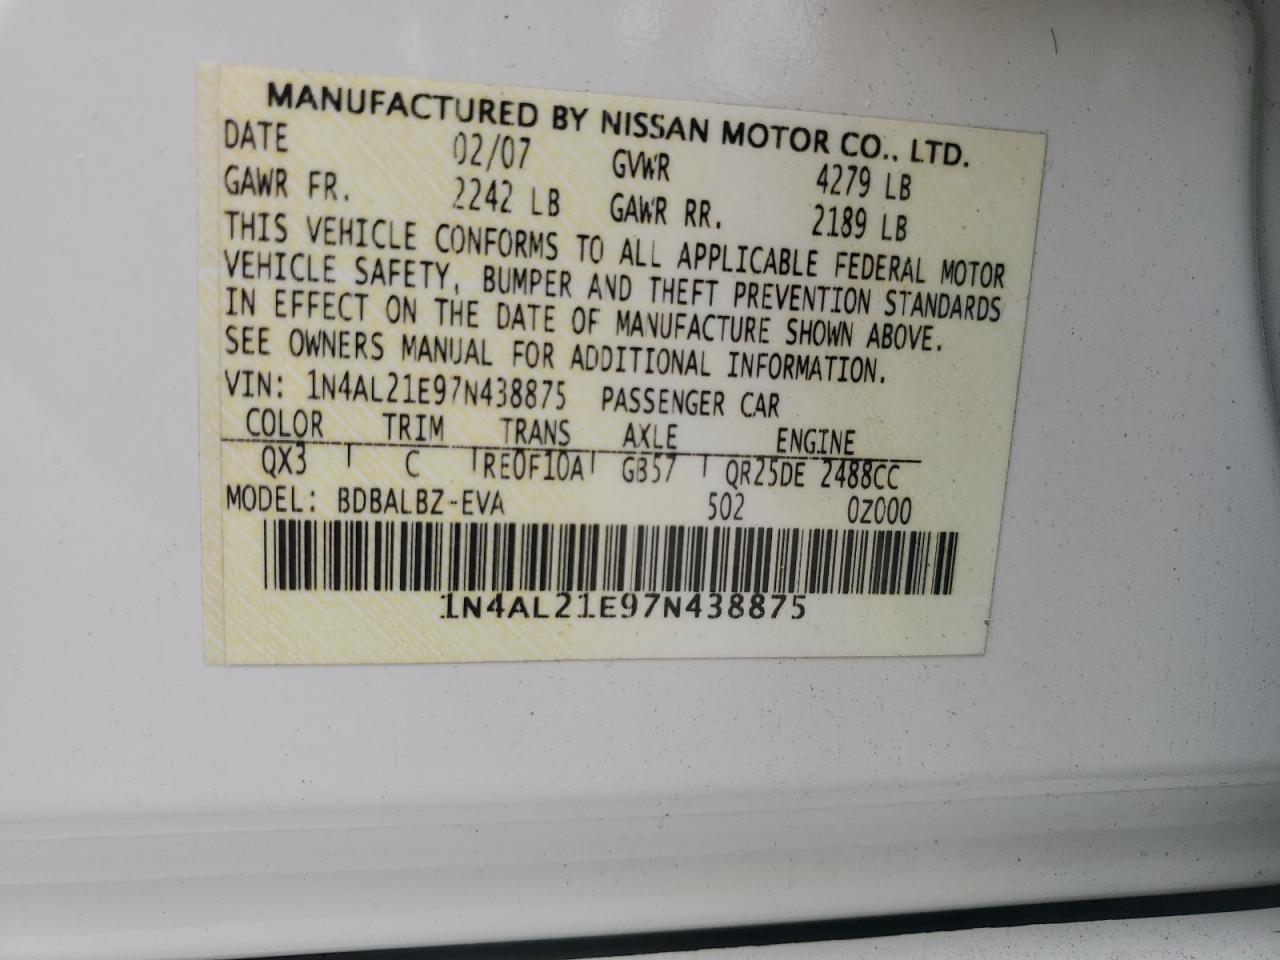 MANUFACTURED BY NISSAN MOTOR CO., LTD.
DATE 02/07 GVWR 4279 LB
GAWR FR. 2242 LB GAWR RR. 2189 LB
THIS VEHICLE CONFORMS TO ALL APPLICABLE FEDERAL MOTOR
VEHICLE SAFETY, BUMPER AND THEFT PREVENTION STANDARDS
IN EFFECT ON THE DATE OF MANUFACTURE SHOWN ABOVE.
SEE OWNERS MANUAL FOR ADDITIONAL INFORMATION.
VIN: 1N4AL21E97N438875 PASSENGER CAR
COLOR TRIM TRANS AXLE ENGINE
QX3 C RE0F10A GB57 QR25DE 2488CC
MODEL: BDBALBZ-EVA 502 0Z000
1N4AL21E97N438875